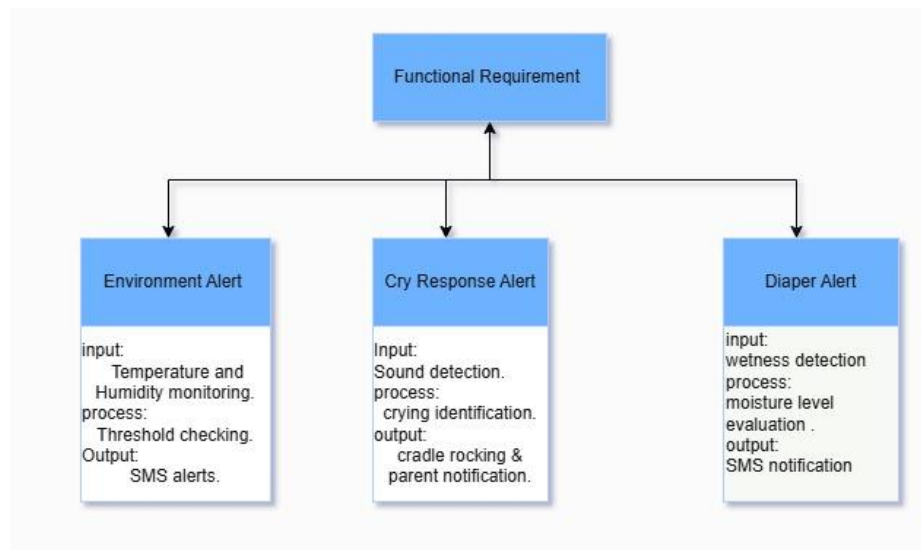 Functional Requirement
Environment Alert
input:
Temperature and
Humidity monitoring.
process:
Threshold checking.
Output:
SMS alerts.
Cry Response Alert
Input:
Sound detection.
process:
crying identification.
output:
cradle rocking &
parent notification.
Diaper Alert
input:
wetness detection
process:
moisture level
evaluation .
output:
SMS notification